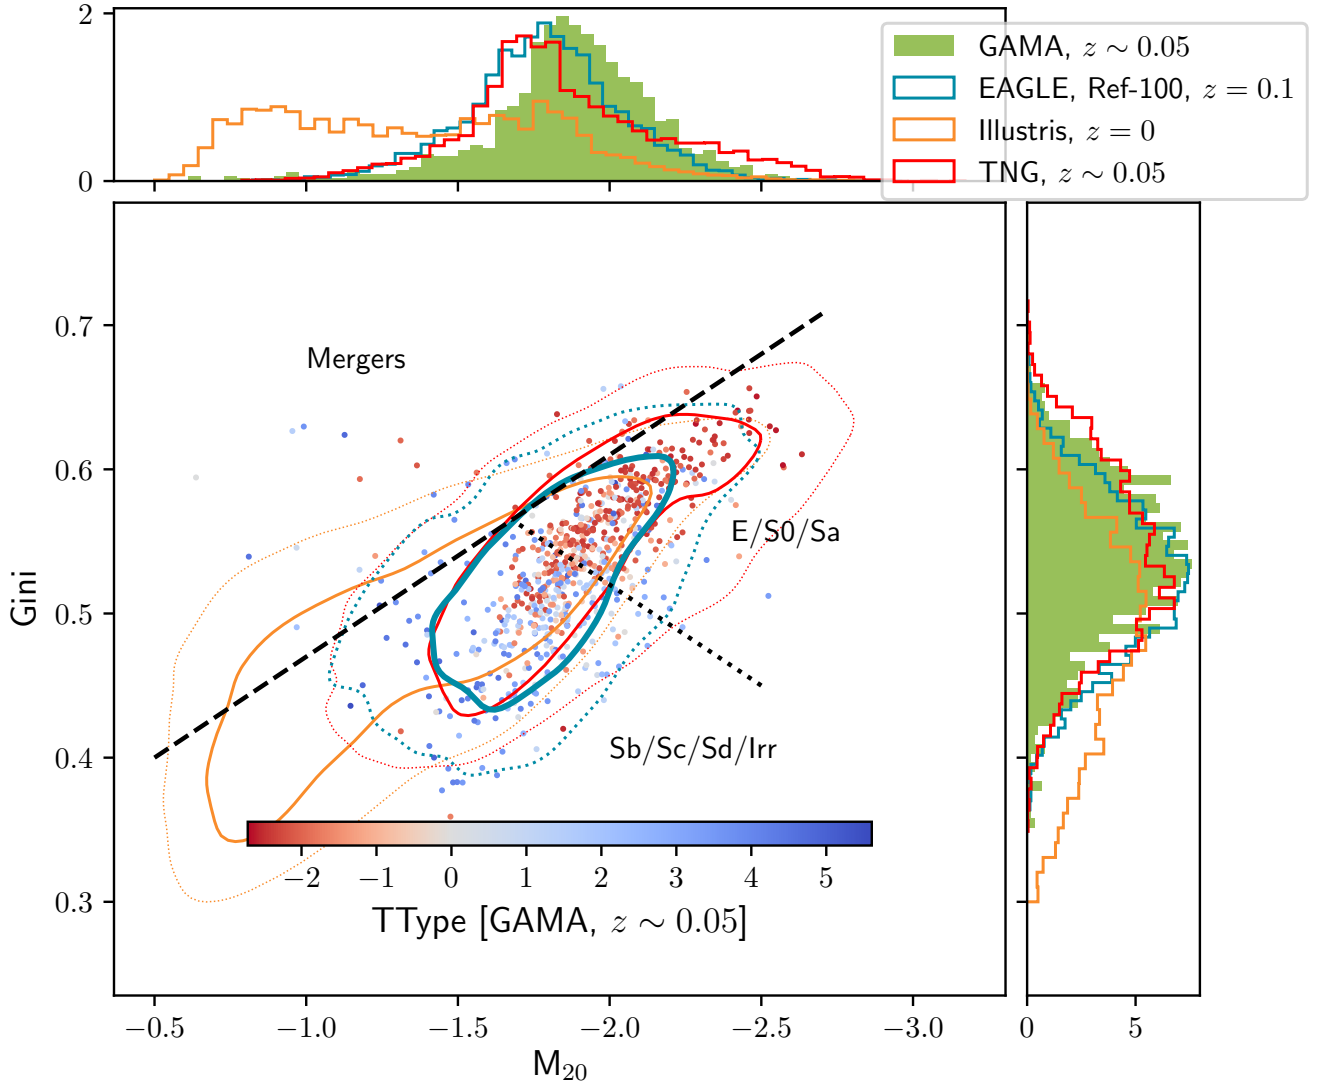 2
0
GAMA, z ∼ 0.05
EAGLE, Ref-100, z = 0.1
Illustris, z = 0
TNG, z ∼ 0.05
0.7
0.6
0.5
0.4
0.3
Gini
Mergers
E/S0/Sa
Sb/Sc/Sd/Irr
−2 −1 0 1 2 3 4 5
TType [GAMA, z ∼ 0.05]
−0.5 −1.0 −1.5 −2.0 −2.5 −3.0
M₂₀
0 5